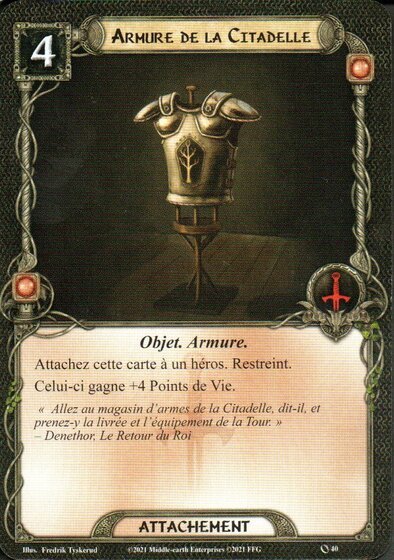 4
ARMURE DE LA CITADELLE
Objet. Armure.
Attachez cette carte à un héros. Restreint.
Celui-ci gagne +4 Points de Vie.
« Allez au magasin d'armes de la Citadelle, dit-il, et
prenez-y la livrée et l'équipement de la Tour. »
– Denethor, Le Retour du Roi
ATTACHEMENT
Illus. Fredrik Tyskerud ©2021 Middle-earth Enterprises ©2021 FFG 40